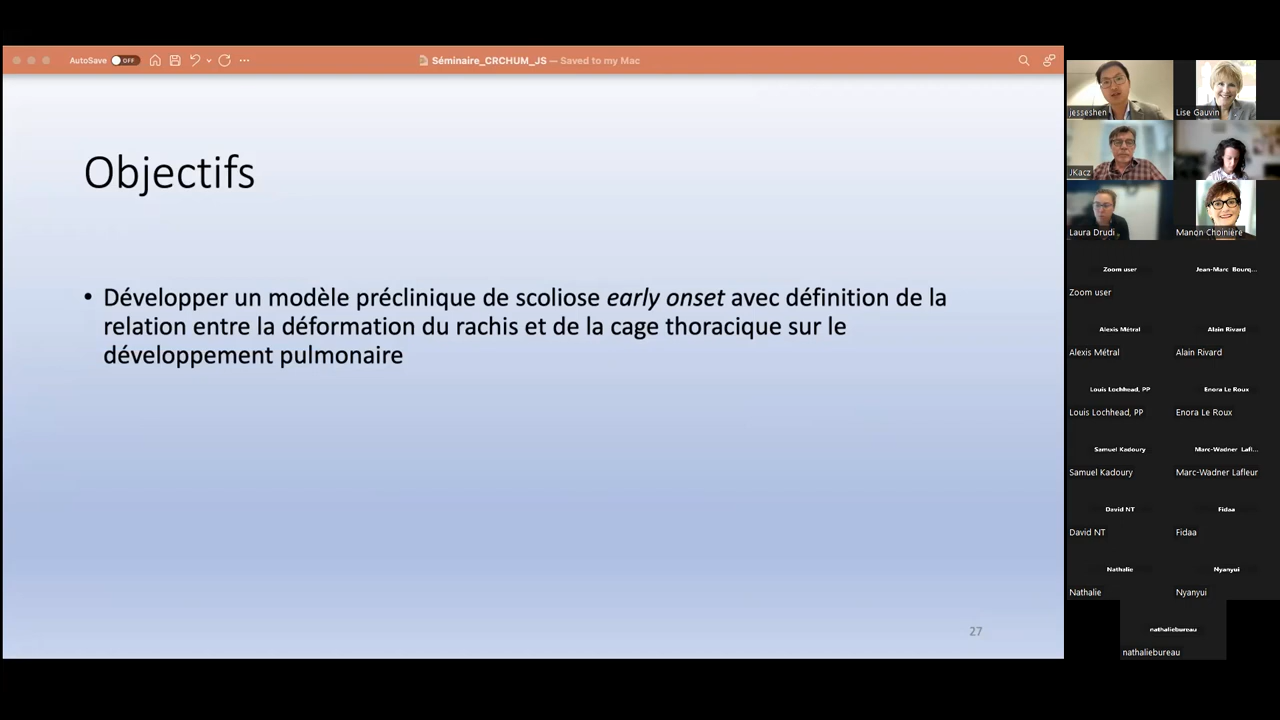 AutoSave OFF
Séminaire_CRCHUM_JS — Saved to my Mac
Objectifs
• Développer un modèle préclinique de scoliose early onset avec définition de la
relation entre la déformation du rachis et de la cage thoracique sur le
développement pulmonaire
27
jesseshen
Lise Gauvin
JKacz
Laura Drudi
Manon Choinière
Zoom user
Jean-Marc Bourq...
Zoom user
Alexis Métral
Alain Rivard
Alexis Métral
Alain Rivard
Louis Lochhead, PP
Enora Le Roux
Louis Lochhead, PP
Enora Le Roux
Samuel Kadoury
Marc-Wadner Lafl...
Samuel Kadoury
Marc-Wadner Lafleur
David NT
Fidaa
David NT
Fidaa
Nathalie
Nyanyui
Nathalie
Nyanyui
nathaliebureau
nathaliebureau